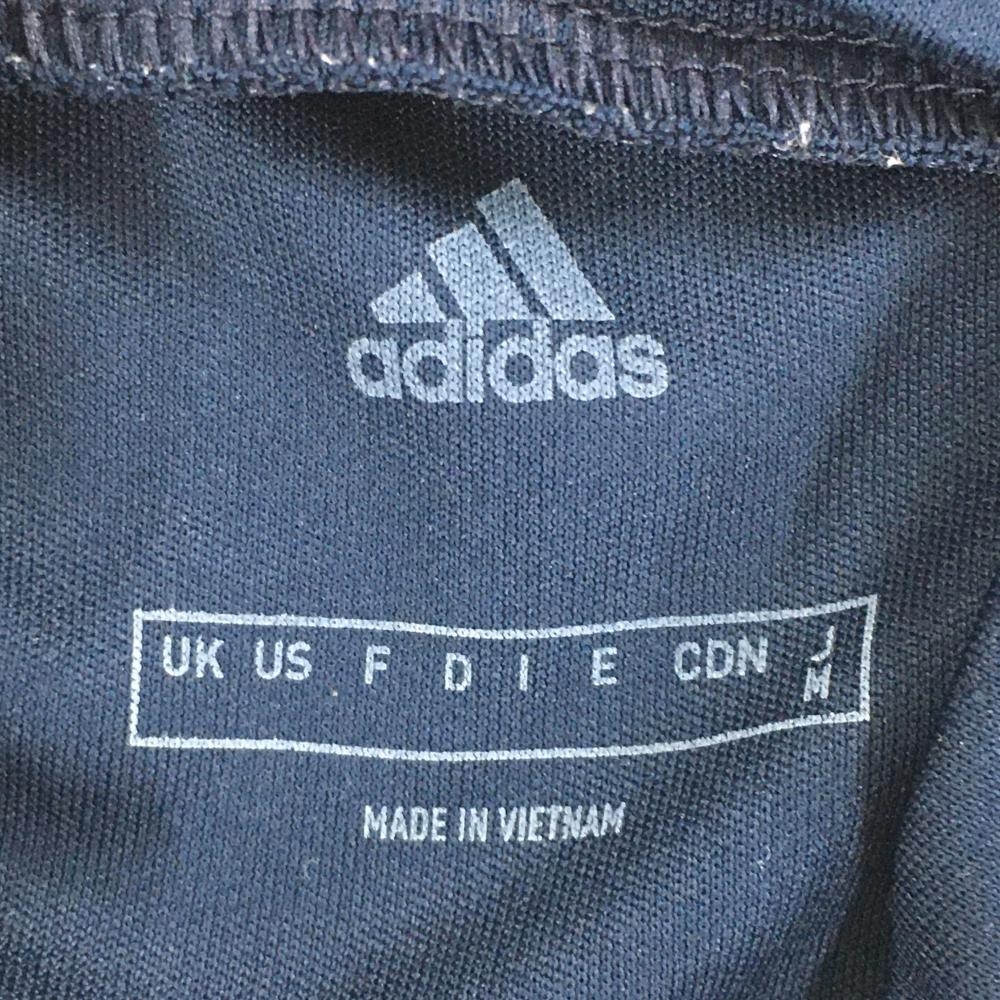 adidas
UK US F D I E CDN J
M
MADE IN VIETNAM